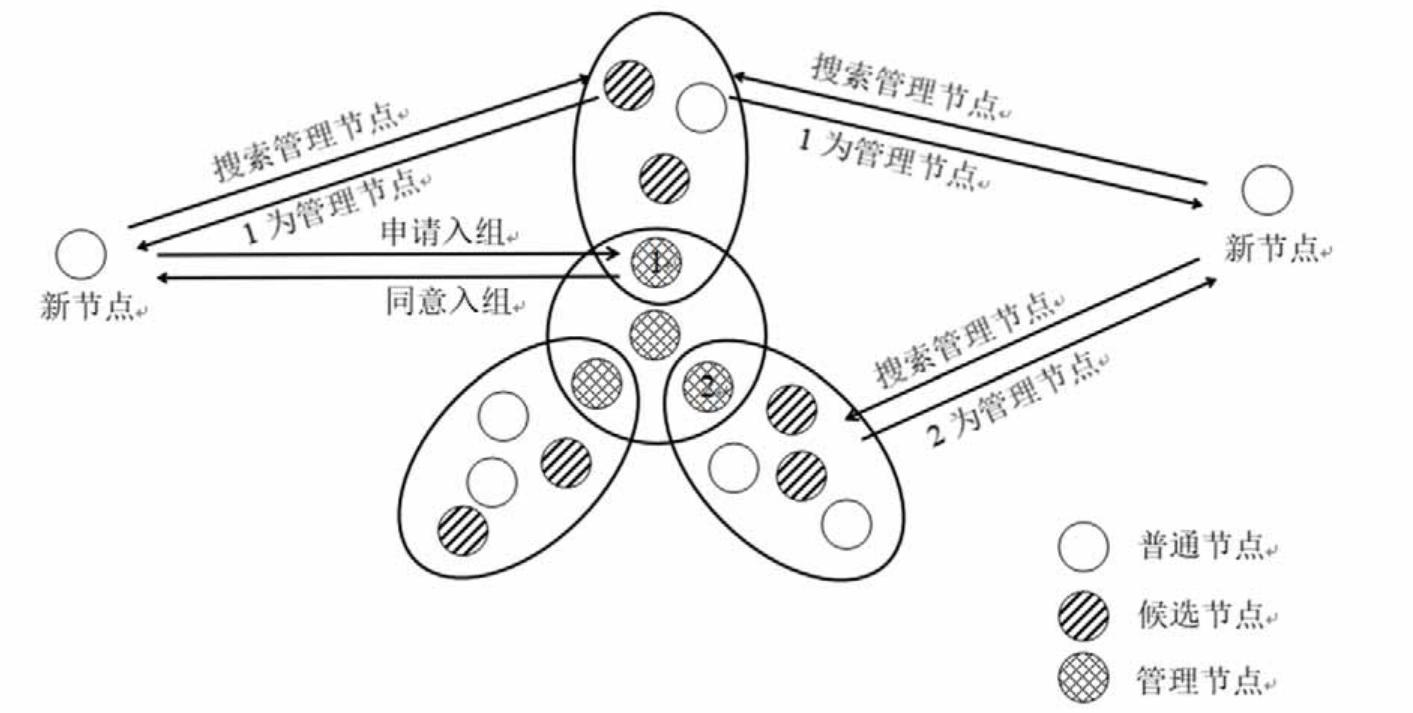 搜索管理节点
1 为管理节点
申请入组
同意入组
新节点
搜索管理节点
1 为管理节点
新节点
搜索管理节点
2 为管理节点
1
2
普通节点
候选节点
管理节点